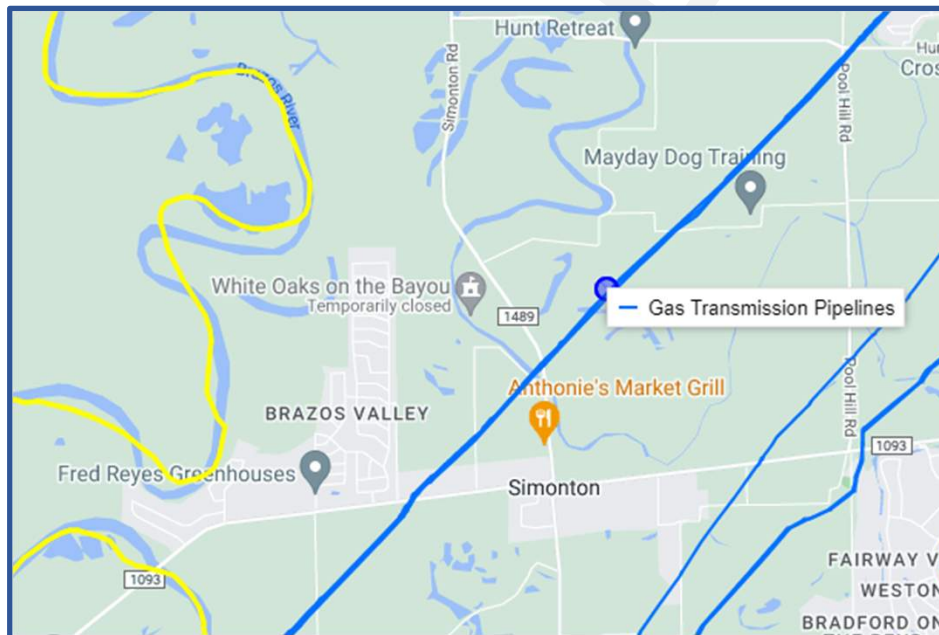 Hunt Retreat
Hun
Cros
Brazos River
Simonton Rd
Pool Hill Rd
Mayday Dog Training
White Oaks on the Bayou
Temporarily closed
1489
Gas Transmission Pipelines
Anthonie's Market Grill
BRAZOS VALLEY
Pool Hill Rd
1093
Fred Reyes Greenhouses
Simonton
1093
FAIRWAY V
WESTON
BRADFORD ON